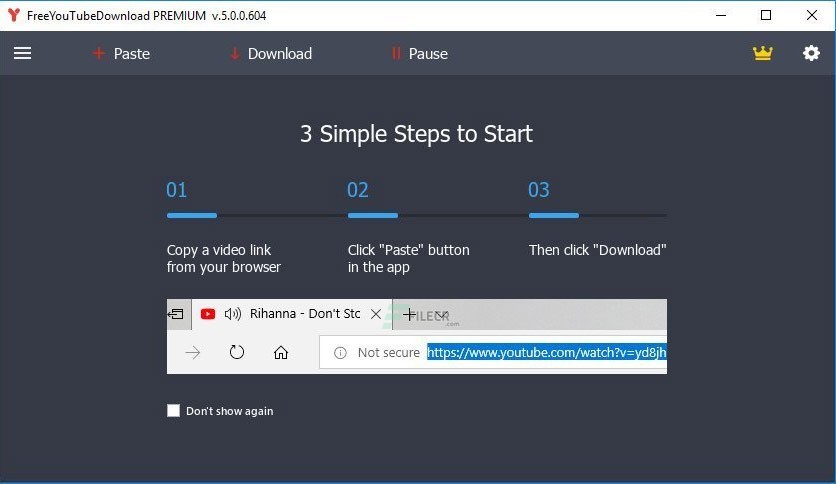 FreeYouTubeDownload PREMIUM v.5.0.0.604
Paste
Download
Pause
3 Simple Steps to Start
01
02
03
Copy a video link
from your browser
Click "Paste" button
in the app
Then click "Download"
Rihanna - Don't Stc
FILECR
.com
Not secure
https://www.youtube.com/watch?v=yd8jh
Don't show again